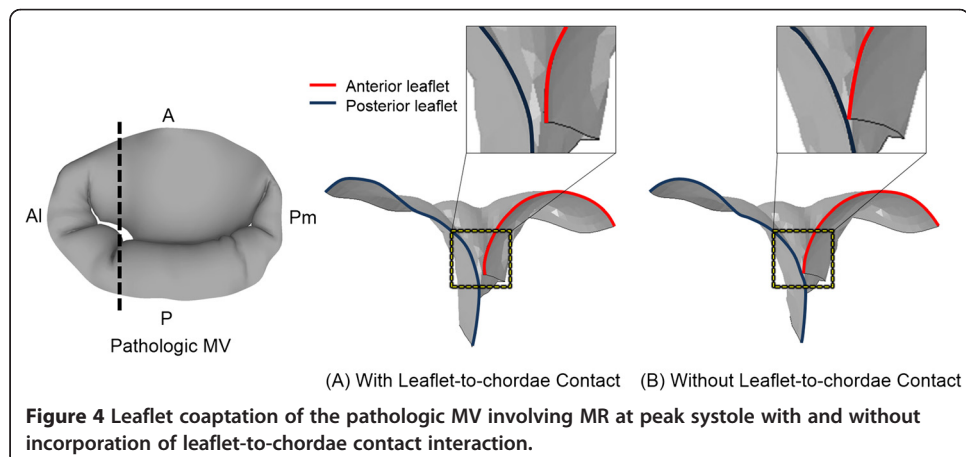 Anterior leaflet
Posterior leaflet
A
Al
Pm
P
Pathologic MV
(A) With Leaflet-to-chordae Contact
(B) Without Leaflet-to-chordae Contact
Figure 4 Leaflet coaptation of the pathologic MV involving MR at peak systole with and without
incorporation of leaflet-to-chordae contact interaction.